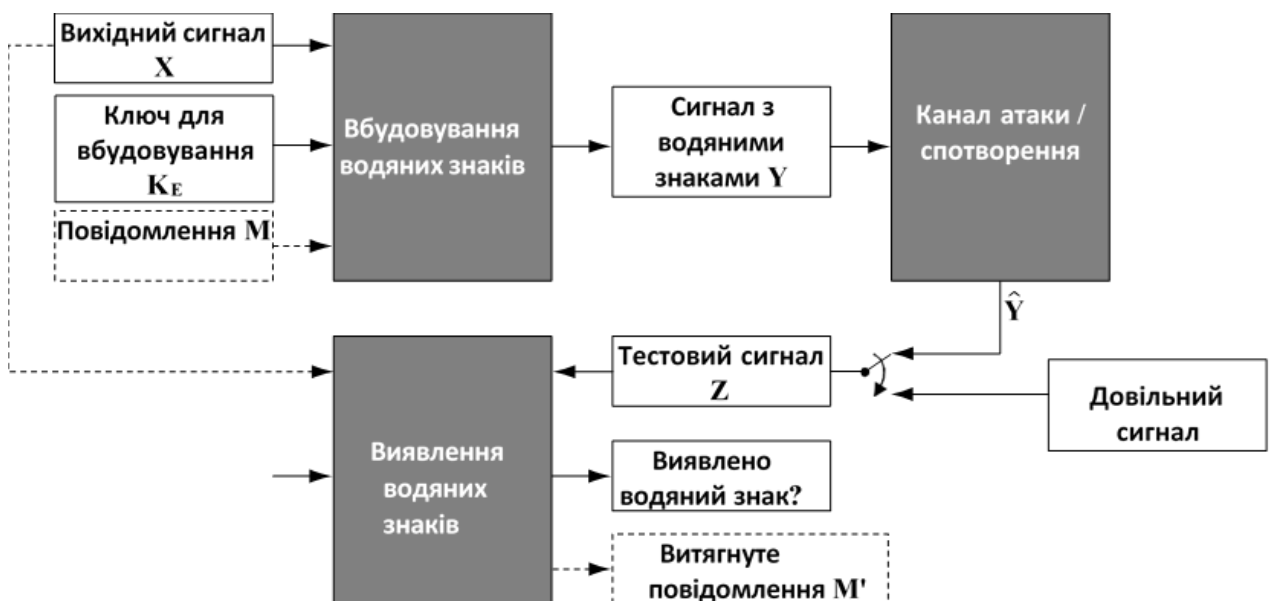 Вихідний сигнал
X
Ключ для
вбудовування
K_E
Повідомлення M
Вбудовування
водяних знаків
Сигнал з
водяними
знаками Y
Канал атаки /
спотворення
Ŷ
Тестовий сигнал
Z
Довільний
сигнал
Виявлення
водяних
знаків
Виявлено
водяний знак?
Витягнуте
повідомлення M'